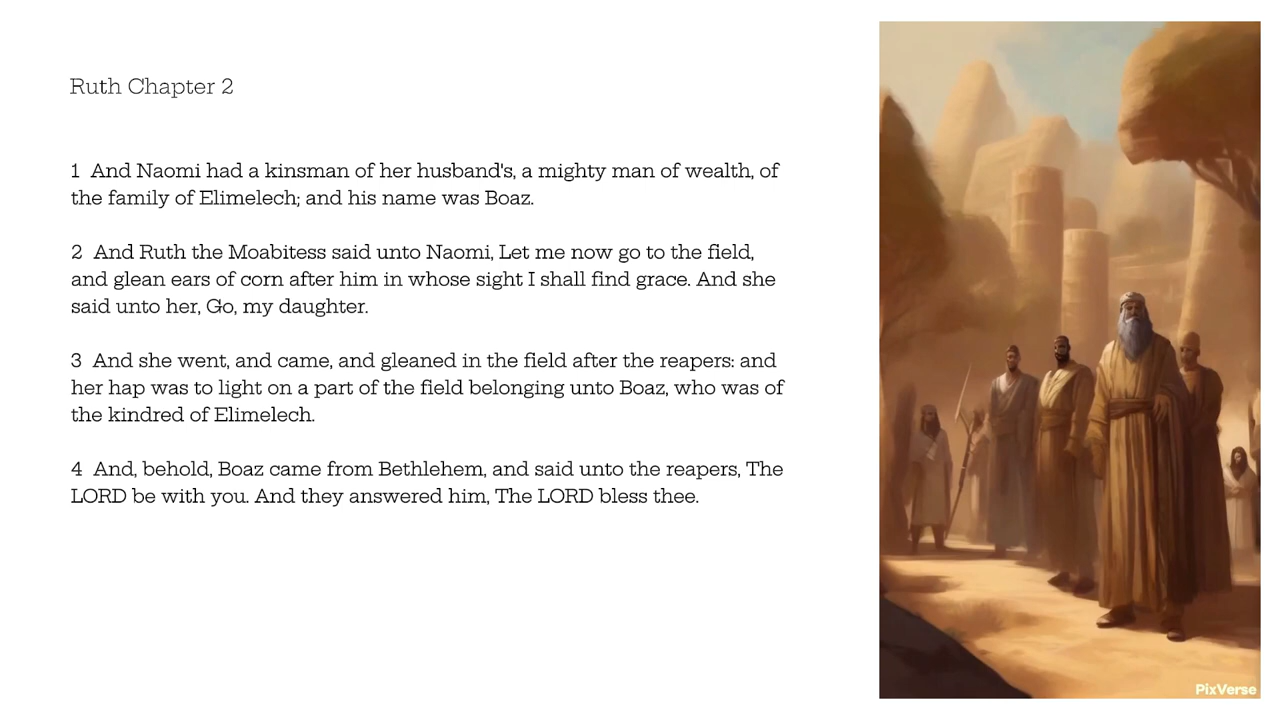 Ruth Chapter 2
1 And Naomi had a kinsman of her husband's, a mighty man of wealth, of
the family of Elimelech; and his name was Boaz.
2 And Ruth the Moabitess said unto Naomi, Let me now go to the field,
and glean ears of corn after him in whose sight I shall find grace. And she
said unto her, Go, my daughter.
3 And she went, and came, and gleaned in the field after the reapers: and
her hap was to light on a part of the field belonging unto Boaz, who was of
the kindred of Elimelech.
4 And, behold, Boaz came from Bethlehem, and said unto the reapers, The
LORD be with you. And they answered him, The LORD bless thee.
PixVerse